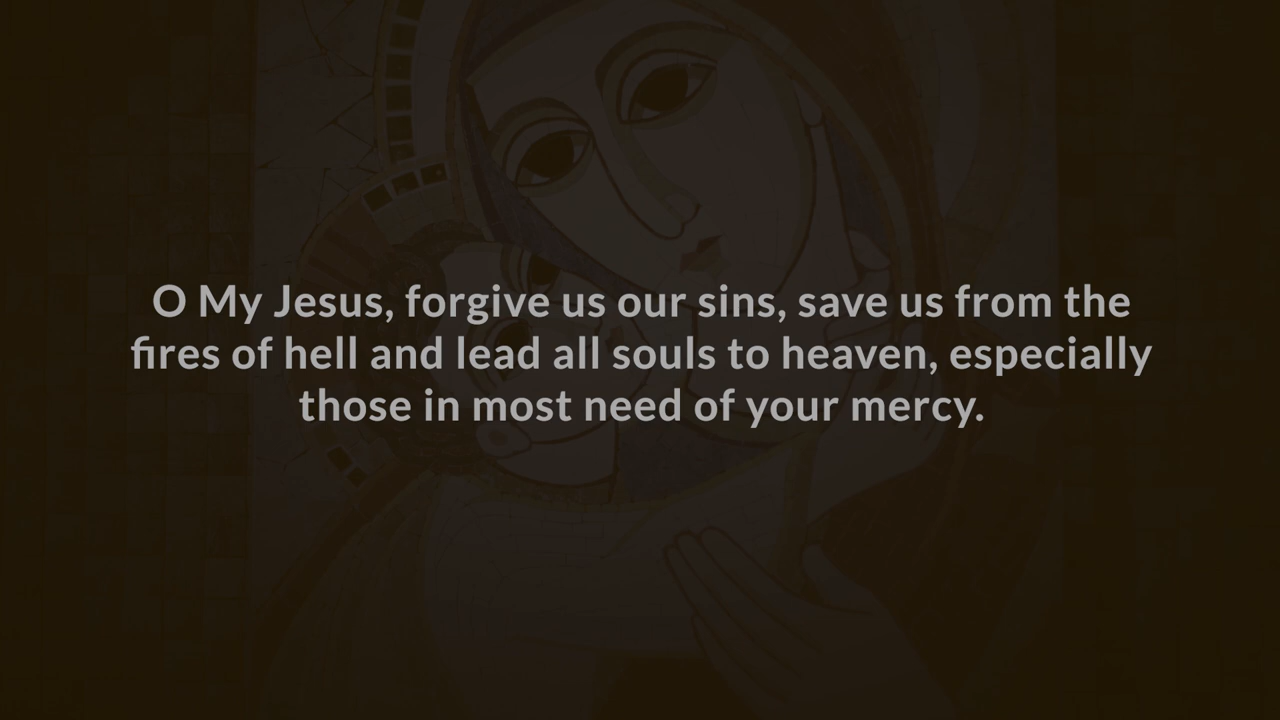 O My Jesus, forgive us our sins, save us from the
fires of hell and lead all souls to heaven, especially
those in most need of your mercy.